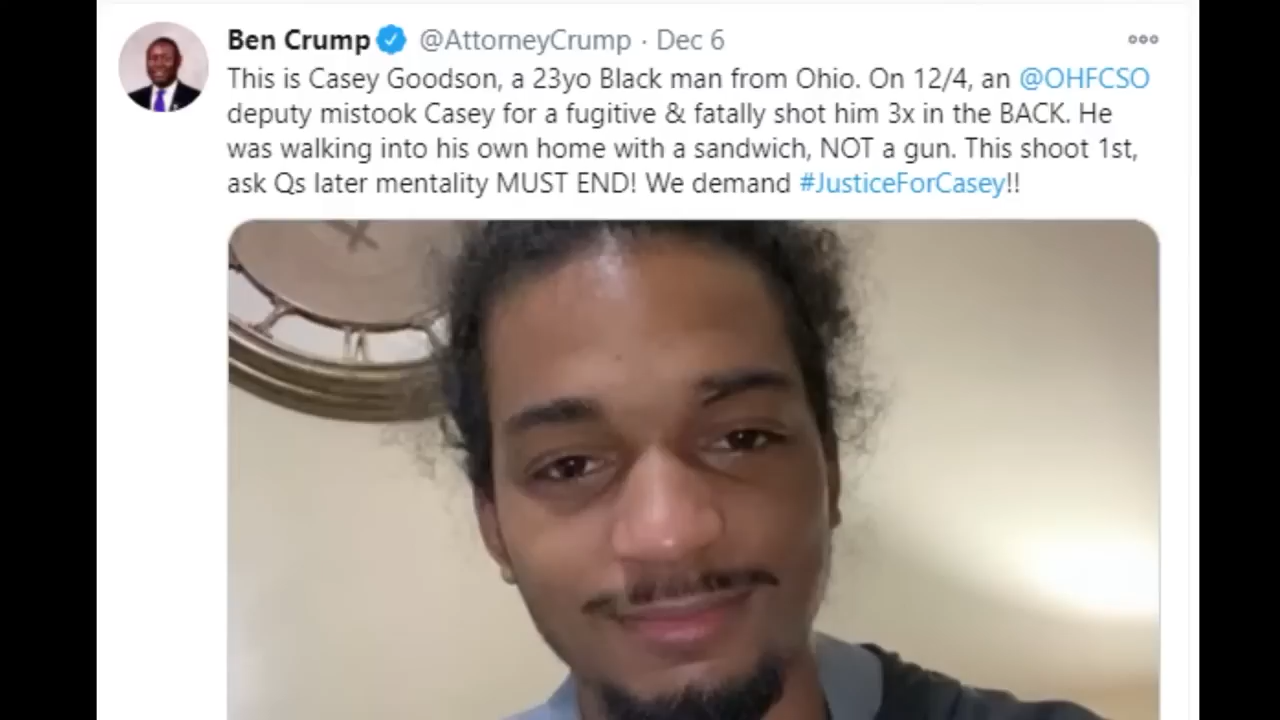 Ben Crump @AttorneyCrump · Dec 6
This is Casey Goodson, a 23yo Black man from Ohio. On 12/4, an @OHFCSO
deputy mistook Casey for a fugitive & fatally shot him 3x in the BACK. He
was walking into his own home with a sandwich, NOT a gun. This shoot 1st,
ask Qs later mentality MUST END! We demand #JusticeForCasey!!